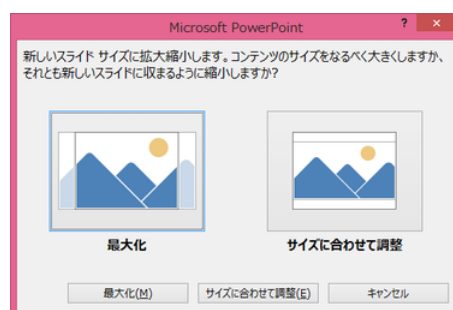 Microsoft PowerPoint
? ×
新しいスライド サイズに拡大縮小します。コンテンツのサイズをなるべく大きくしますか、
それとも新しいスライドに収まるように縮小しますか?
最大化 サイズに合わせて調整
最大化(M) サイズに合わせて調整(E) キャンセル